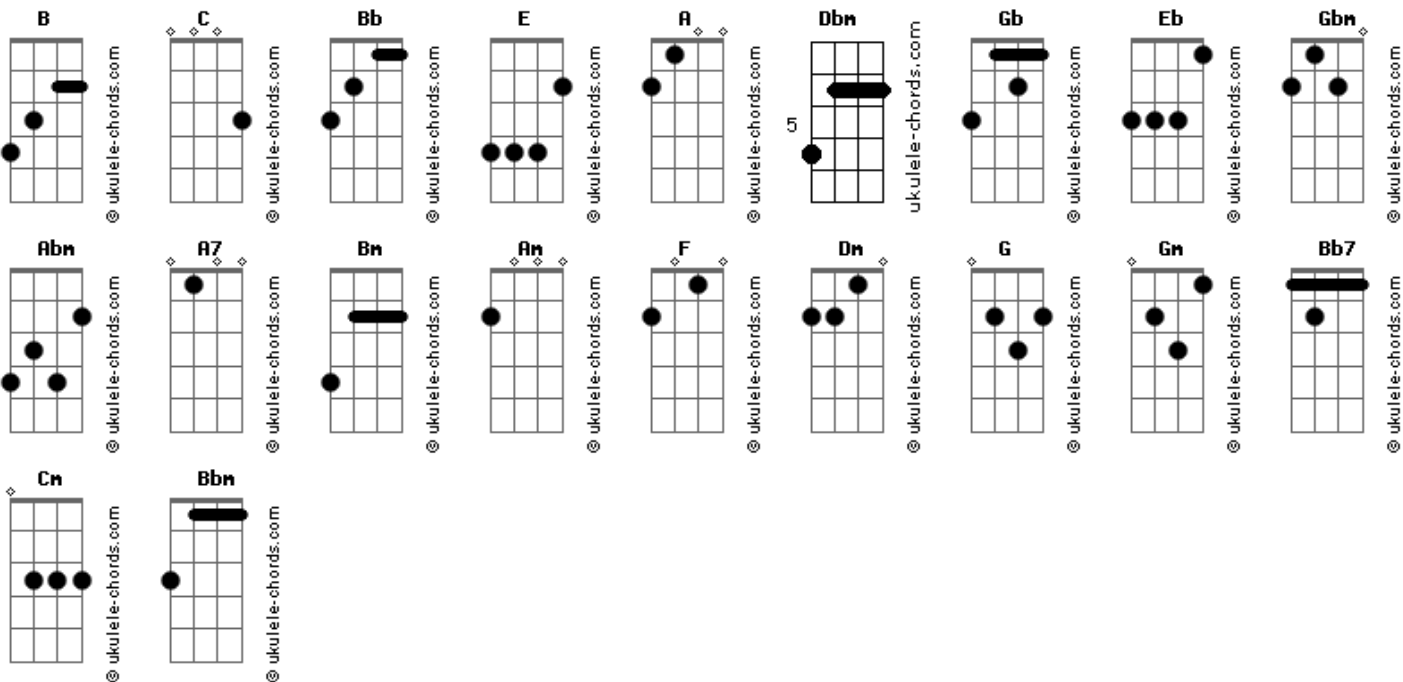 B C Bb E A Dbm Gb Eb Gbm
© ukulele-chords.com © ukulele-chords.com © ukulele-chords.com © ukulele-chords.com © ukulele-chords.com 5 ukulele-chords.com © ukulele-chords.com © ukulele-chords.com © ukulele-chords.com
Abm A7 Bm Am F Dm G Gm Bb7
© ukulele-chords.com © ukulele-chords.com © ukulele-chords.com © ukulele-chords.com © ukulele-chords.com © ukulele-chords.com © ukulele-chords.com © ukulele-chords.com © ukulele-chords.com
Cm Bbm
© ukulele-chords.com © ukulele-chords.com